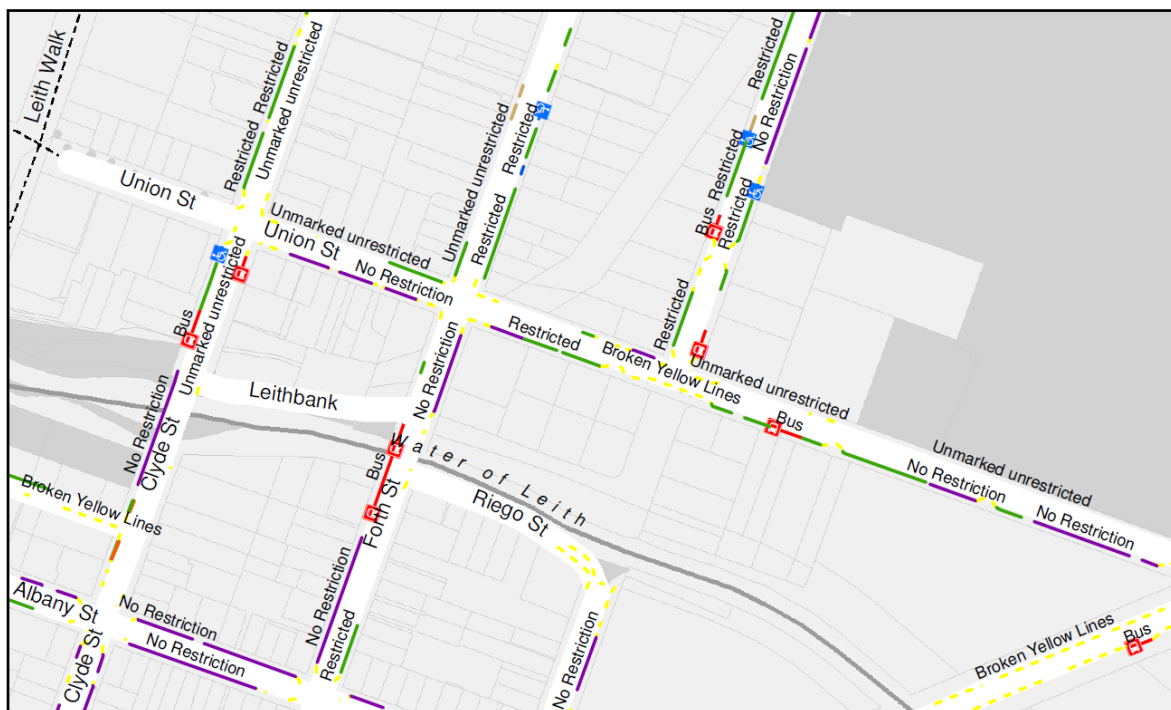 Leith Walk
Restricted
Restricted
Unmarked unrestricted
Restricted
No Restriction
Restricted
Unmarked unrestricted
Restricted
Restricted
Union St
Unmarked unrestricted
Union St
No Restriction
Restricted
Bus
Restricted
Bus
Unmarked unrestricted
Restricted
Restricted
Broken Yellow Lines
Unmarked unrestricted
Bus
Leithbank
No Restriction
No Restriction
Clyde St
Bus
Water of Leith
Unmarked unrestricted
No Restriction
No Restriction
Broken Yellow Lines
Forth St
Riego St
Albany St
No Restriction
No Restriction
Clyde St
No Restriction
Restricted
No Restriction
Broken Yellow Lines
Bus